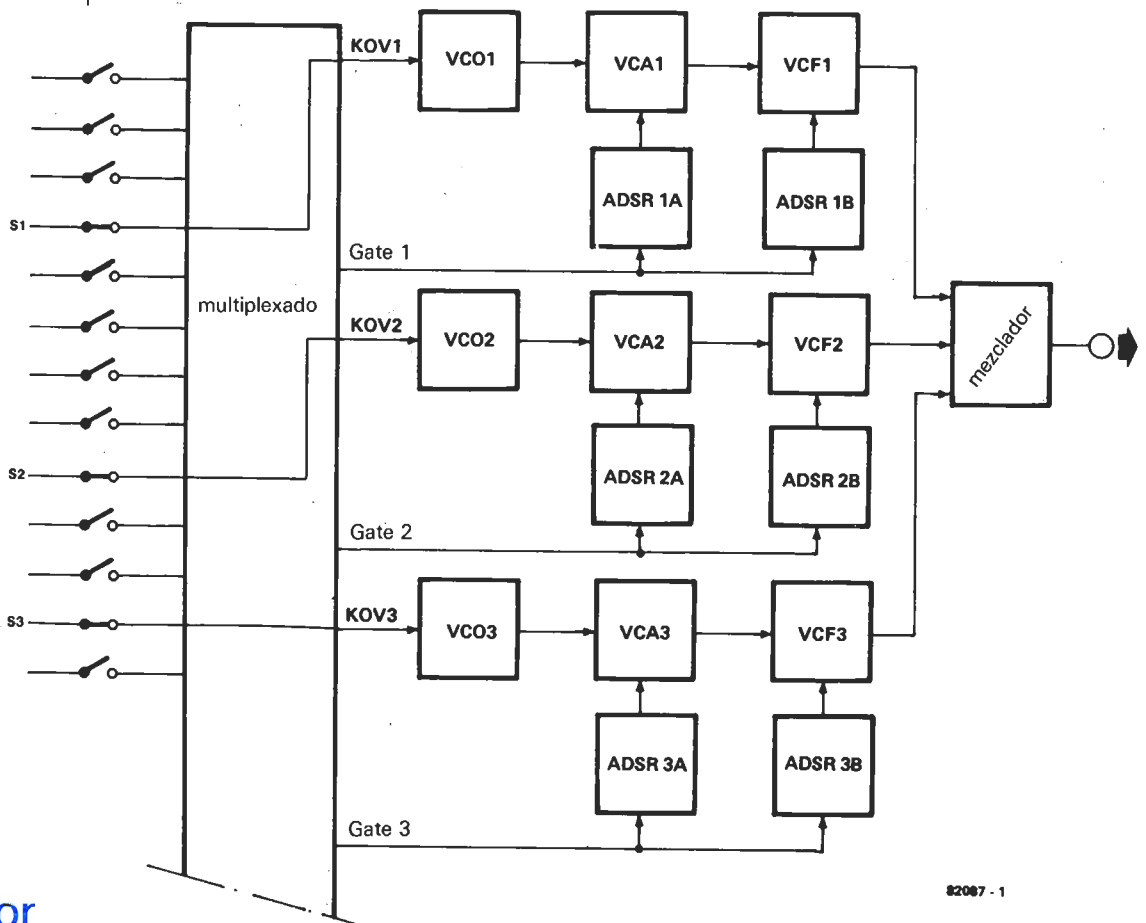 KOV1
VCO1
VCA1
VCF1
ADSR 1A
ADSR 1B
S1
Gate 1
multiplexado
KOV2
VCO2
VCA2
VCF2
mezclador
ADSR 2A
ADSR 2B
S2
Gate 2
KOV3
VCO3
VCA3
VCF3
S3
ADSR 3A
ADSR 3B
Gate 3
82087 - 1
or